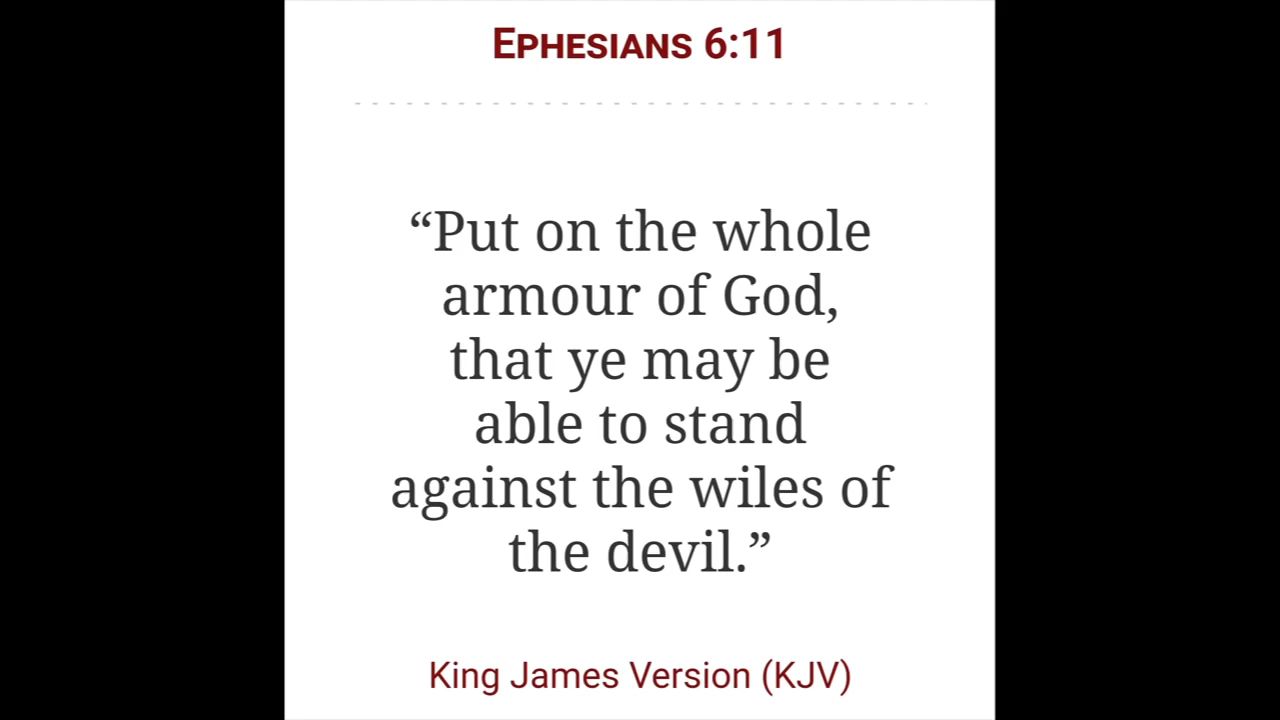 Ephesians 6:11
“Put on the whole
armour of God,
that ye may be
able to stand
against the wiles of
the devil.”
King James Version (KJV)